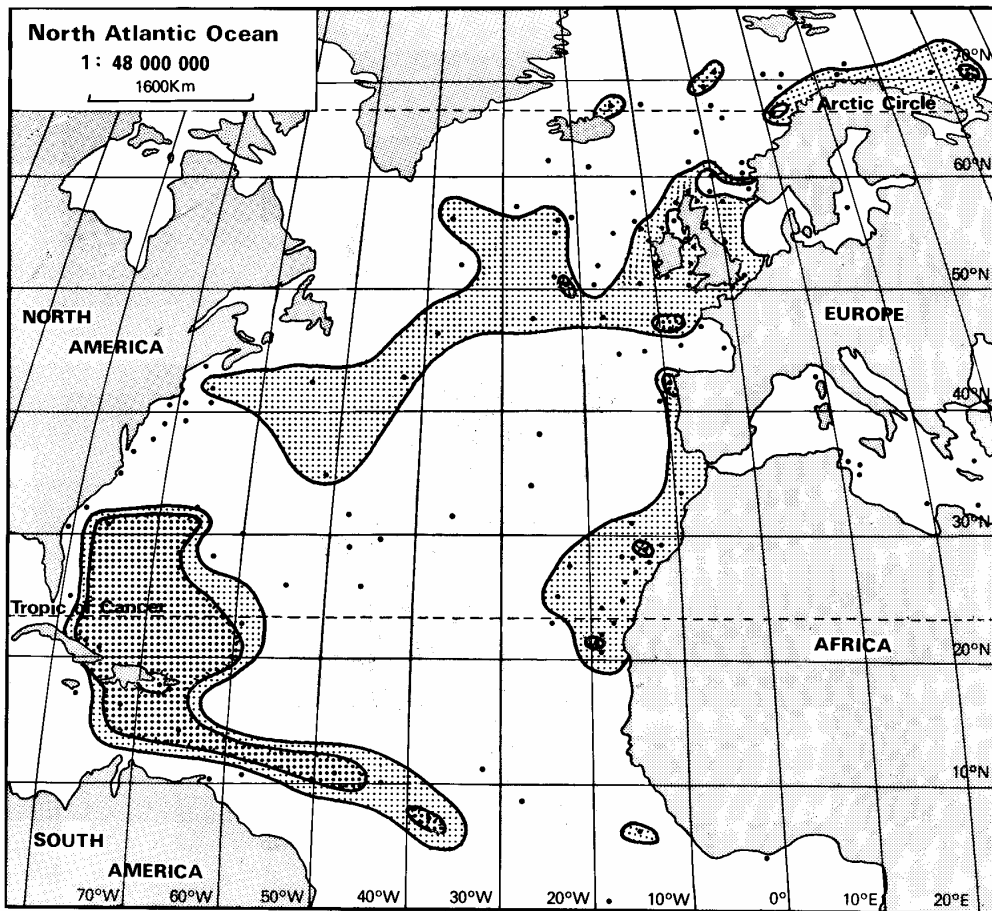 North Atlantic Ocean
1: 48 000 000
1600Km
70°N
Arctic Circle
60°N
50°N
NORTH
AMERICA
EUROPE
40°N
30°N
Tropic of Cancer
AFRICA
20°N
10°N
SOUTH
AMERICA
70°W 60°W 50°W 40°W 30°W 20°W 10°W 0° 10°E 20°E